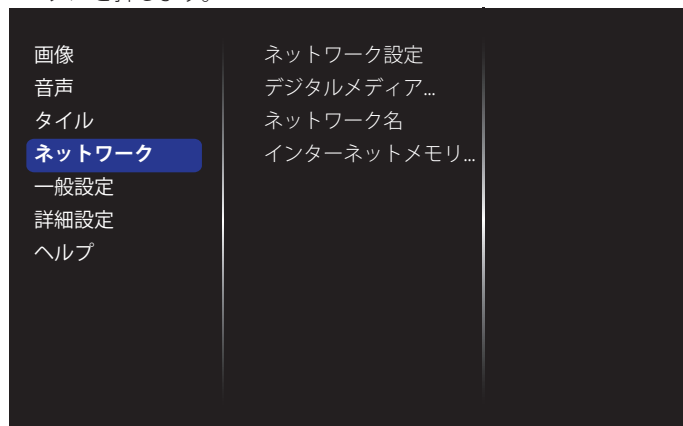 画像
音声
タイル
ネットワーク
一般設定
詳細設定
ヘルプ
ネットワーク設定
デジタルメディア...
ネットワーク名
インターネットメモリ...